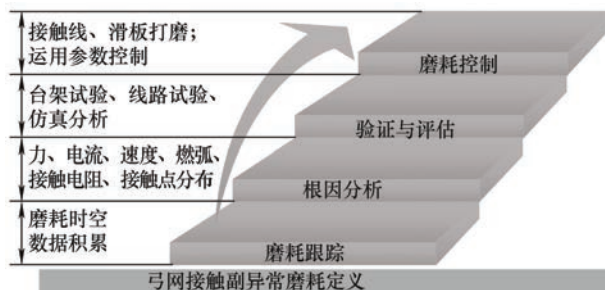 接触线、滑板打磨；
运用参数控制
磨耗控制
台架试验、线路试验、
仿真分析
验证与评估
力、电流、速度、燃弧、
接触电阻、接触点分布
根因分析
磨耗时空
数据积累
磨耗跟踪
弓网接触副异常磨耗定义